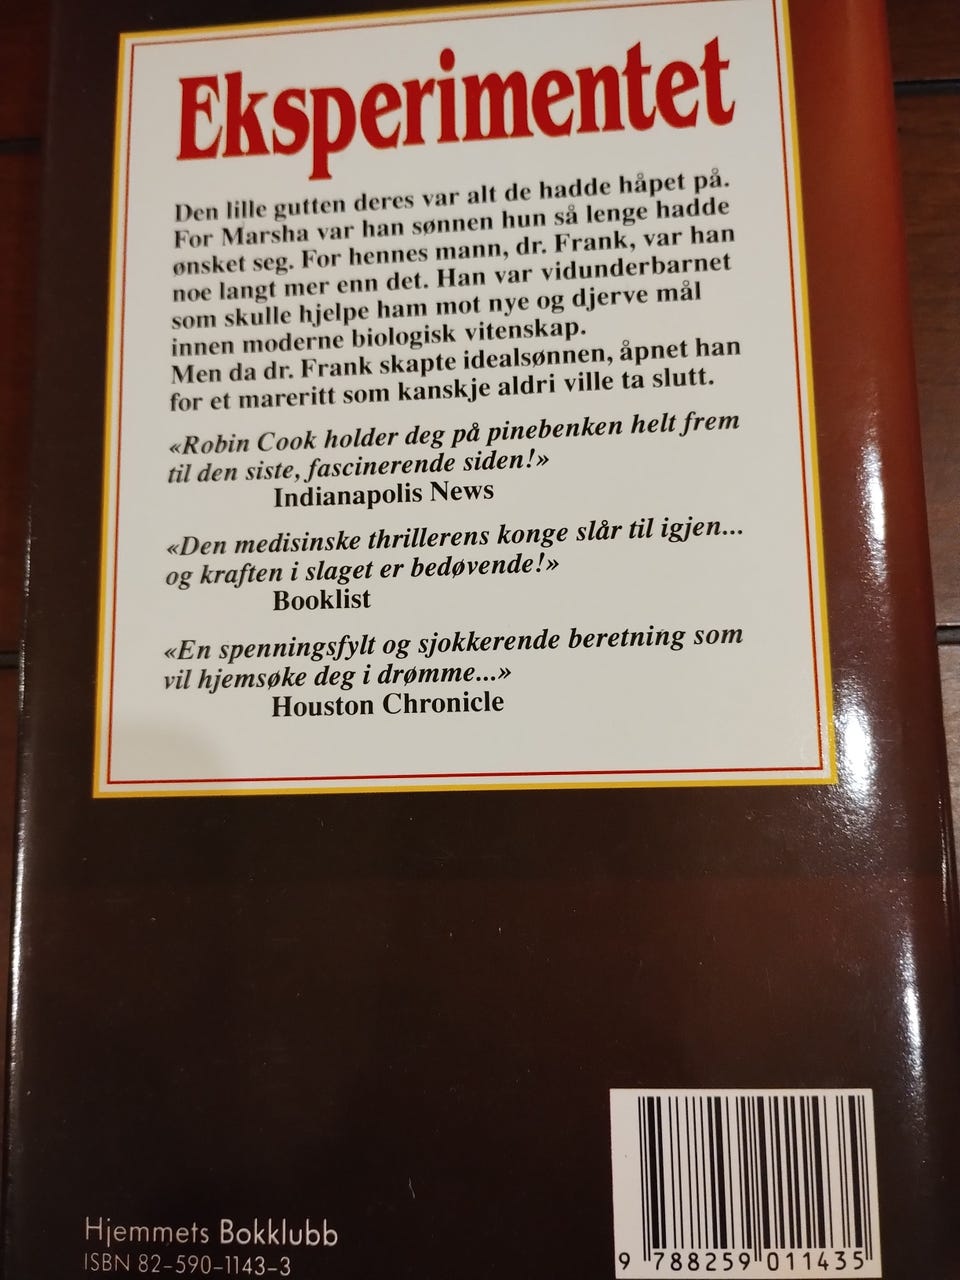 Eksperimentet
Den lille gutten deres var alt de hadde håpet på.
For Marsha var han sønnen hun så lenge hadde
ønsket seg. For hennes mann, dr. Frank, var han
noe langt mer enn det. Han var vidunderbarnet
som skulle hjelpe ham mot nye og djerve mål
innen moderne biologisk vitenskap.
Men da dr. Frank skapte idealsønnen, åpnet han
for et mareritt som kanskje aldri ville ta slutt.
«Robin Cook holder deg på pinebenken helt frem
til den siste, fascinerende siden!»
Indianapolis News
«Den medisinske thrillerens konge slår til igjen...
og kraften i slaget er bedøvende!»
Booklist
«En spenningsfylt og sjokkerende beretning som
vil hjemsøke deg i drømme...»
Houston Chronicle
Hjemmets Bokklubb
ISBN 82-590-1143-3
9 788259 011435